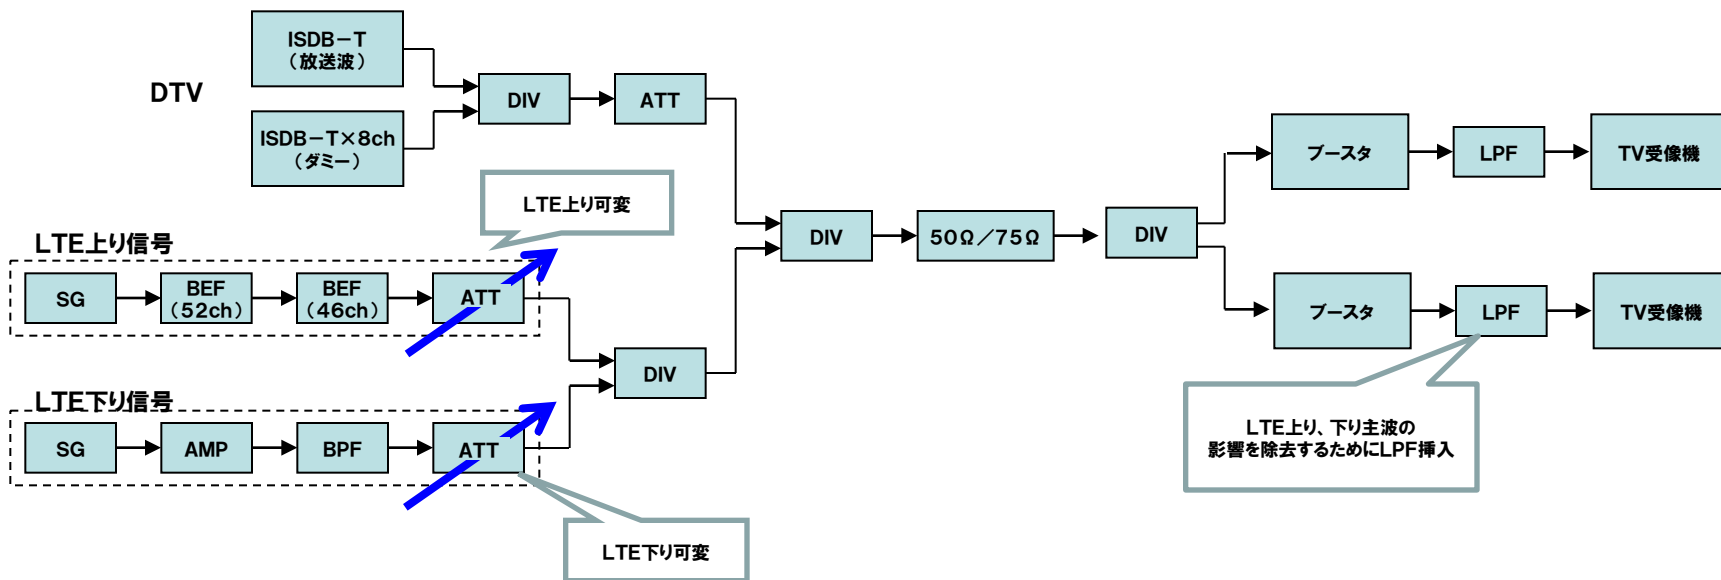 DTV
ISDB－T
（放送波）
ISDB－T×8ch
（ダミー）
DIV
ATT
LTE上り可変
LTE上り信号
SG
BEF
（52ch）
BEF
（46ch）
ATT
LTE下り信号
SG
AMP
BPF
ATT
LTE下り可変
DIV
DIV
50Ω／75Ω
DIV
ブースタ
LPF
TV受像機
ブースタ
LPF
TV受像機
LTE上り、下り主波の
影響を除去するためにLPF挿入